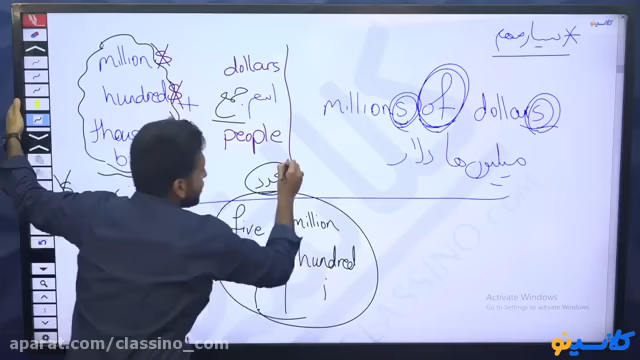 * بسیار مهم
millions of dollars
میلیون‌ها دلار
million $ dollars
hundred $ + اسم جمع
people
five million
hundred
Activate Windows
Go to Settings to activate Windows.
aparat.com/classino_com
کلاسینو